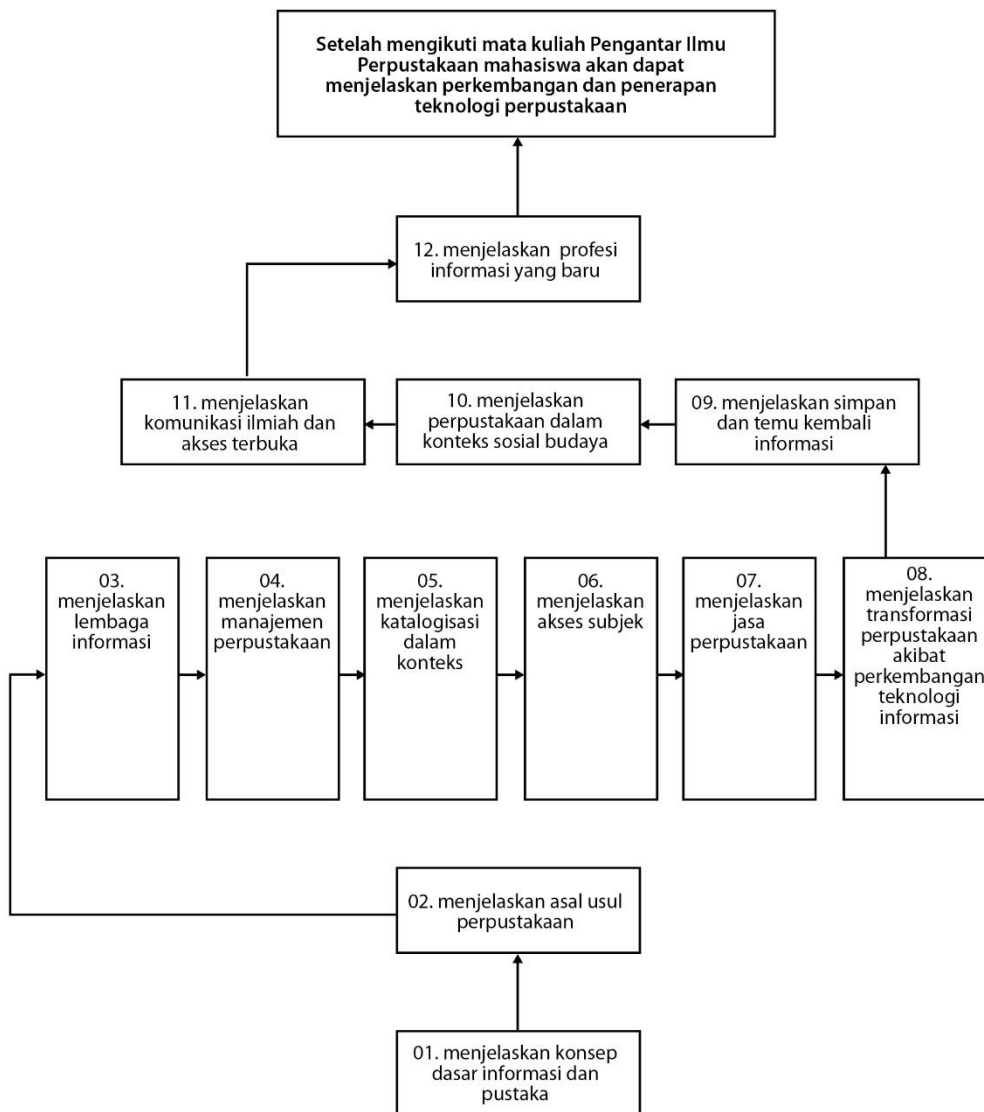 Setelah mengikuti mata kuliah Pengantar Ilmu
Perpustakaan mahasiswa akan dapat
menjelaskan perkembangan dan penerapan
teknologi perpustakaan
12. menjelaskan profesi
informasi yang baru
11. menjelaskan
komunikasi ilmiah dan
akses terbuka
10. menjelaskan
perpustakaan dalam
konteks sosial budaya
09. menjelaskan simpan
dan temu kembali
informasi
03.
menjelaskan
lembaga
informasi
04.
menjelaskan
manajemen
perpustakaan
05.
menjelaskan
katalogisasi
dalam
konteks
06.
menjelaskan
akses subjek
07.
menjelaskan
jasa
perpustakaan
08.
menjelaskan
transformasi
perpustakaan
akibat
perkembangan
teknologi
informasi
02. menjelaskan asal usul
perpustakaan
01. menjelaskan konsep
dasar informasi dan
pustaka